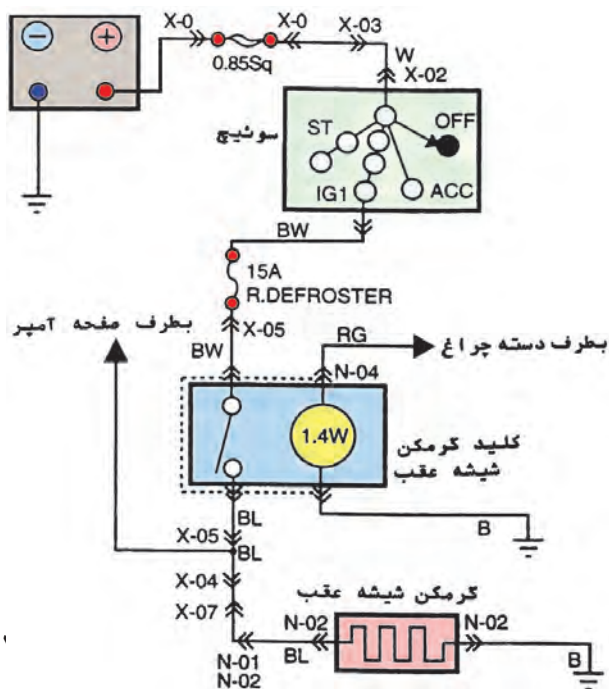 X-0
X-0
X-03
0.85Sq
W
X-02
سوئیچ
ST
OFF
IG1
ACC
BW
15A
R.DEFROSTER
بطرف صفحه آمپر
X-05
BW
RG
بطرف دسته چراغ
N-04
1.4W
کلید گرمکن
شیشه عقب
BL
X-05
BL
B
X-04
X-07
گرمکن شیشه عقب
N-02
N-02
BL
B
N-01
N-02